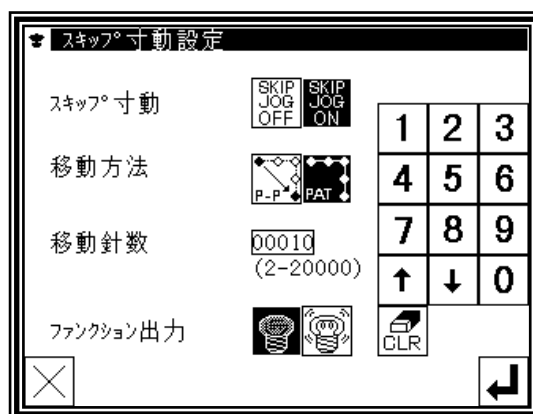 スキップ寸動設定
スキップ寸動
SKIP JOG OFF
SKIP JOG ON
移動方法
P-P
PAT
移動針数
00010
(2-20000)
ファンクション出力
1 2 3
4 5 6
7 8 9
↑ ↓ 0
CLR